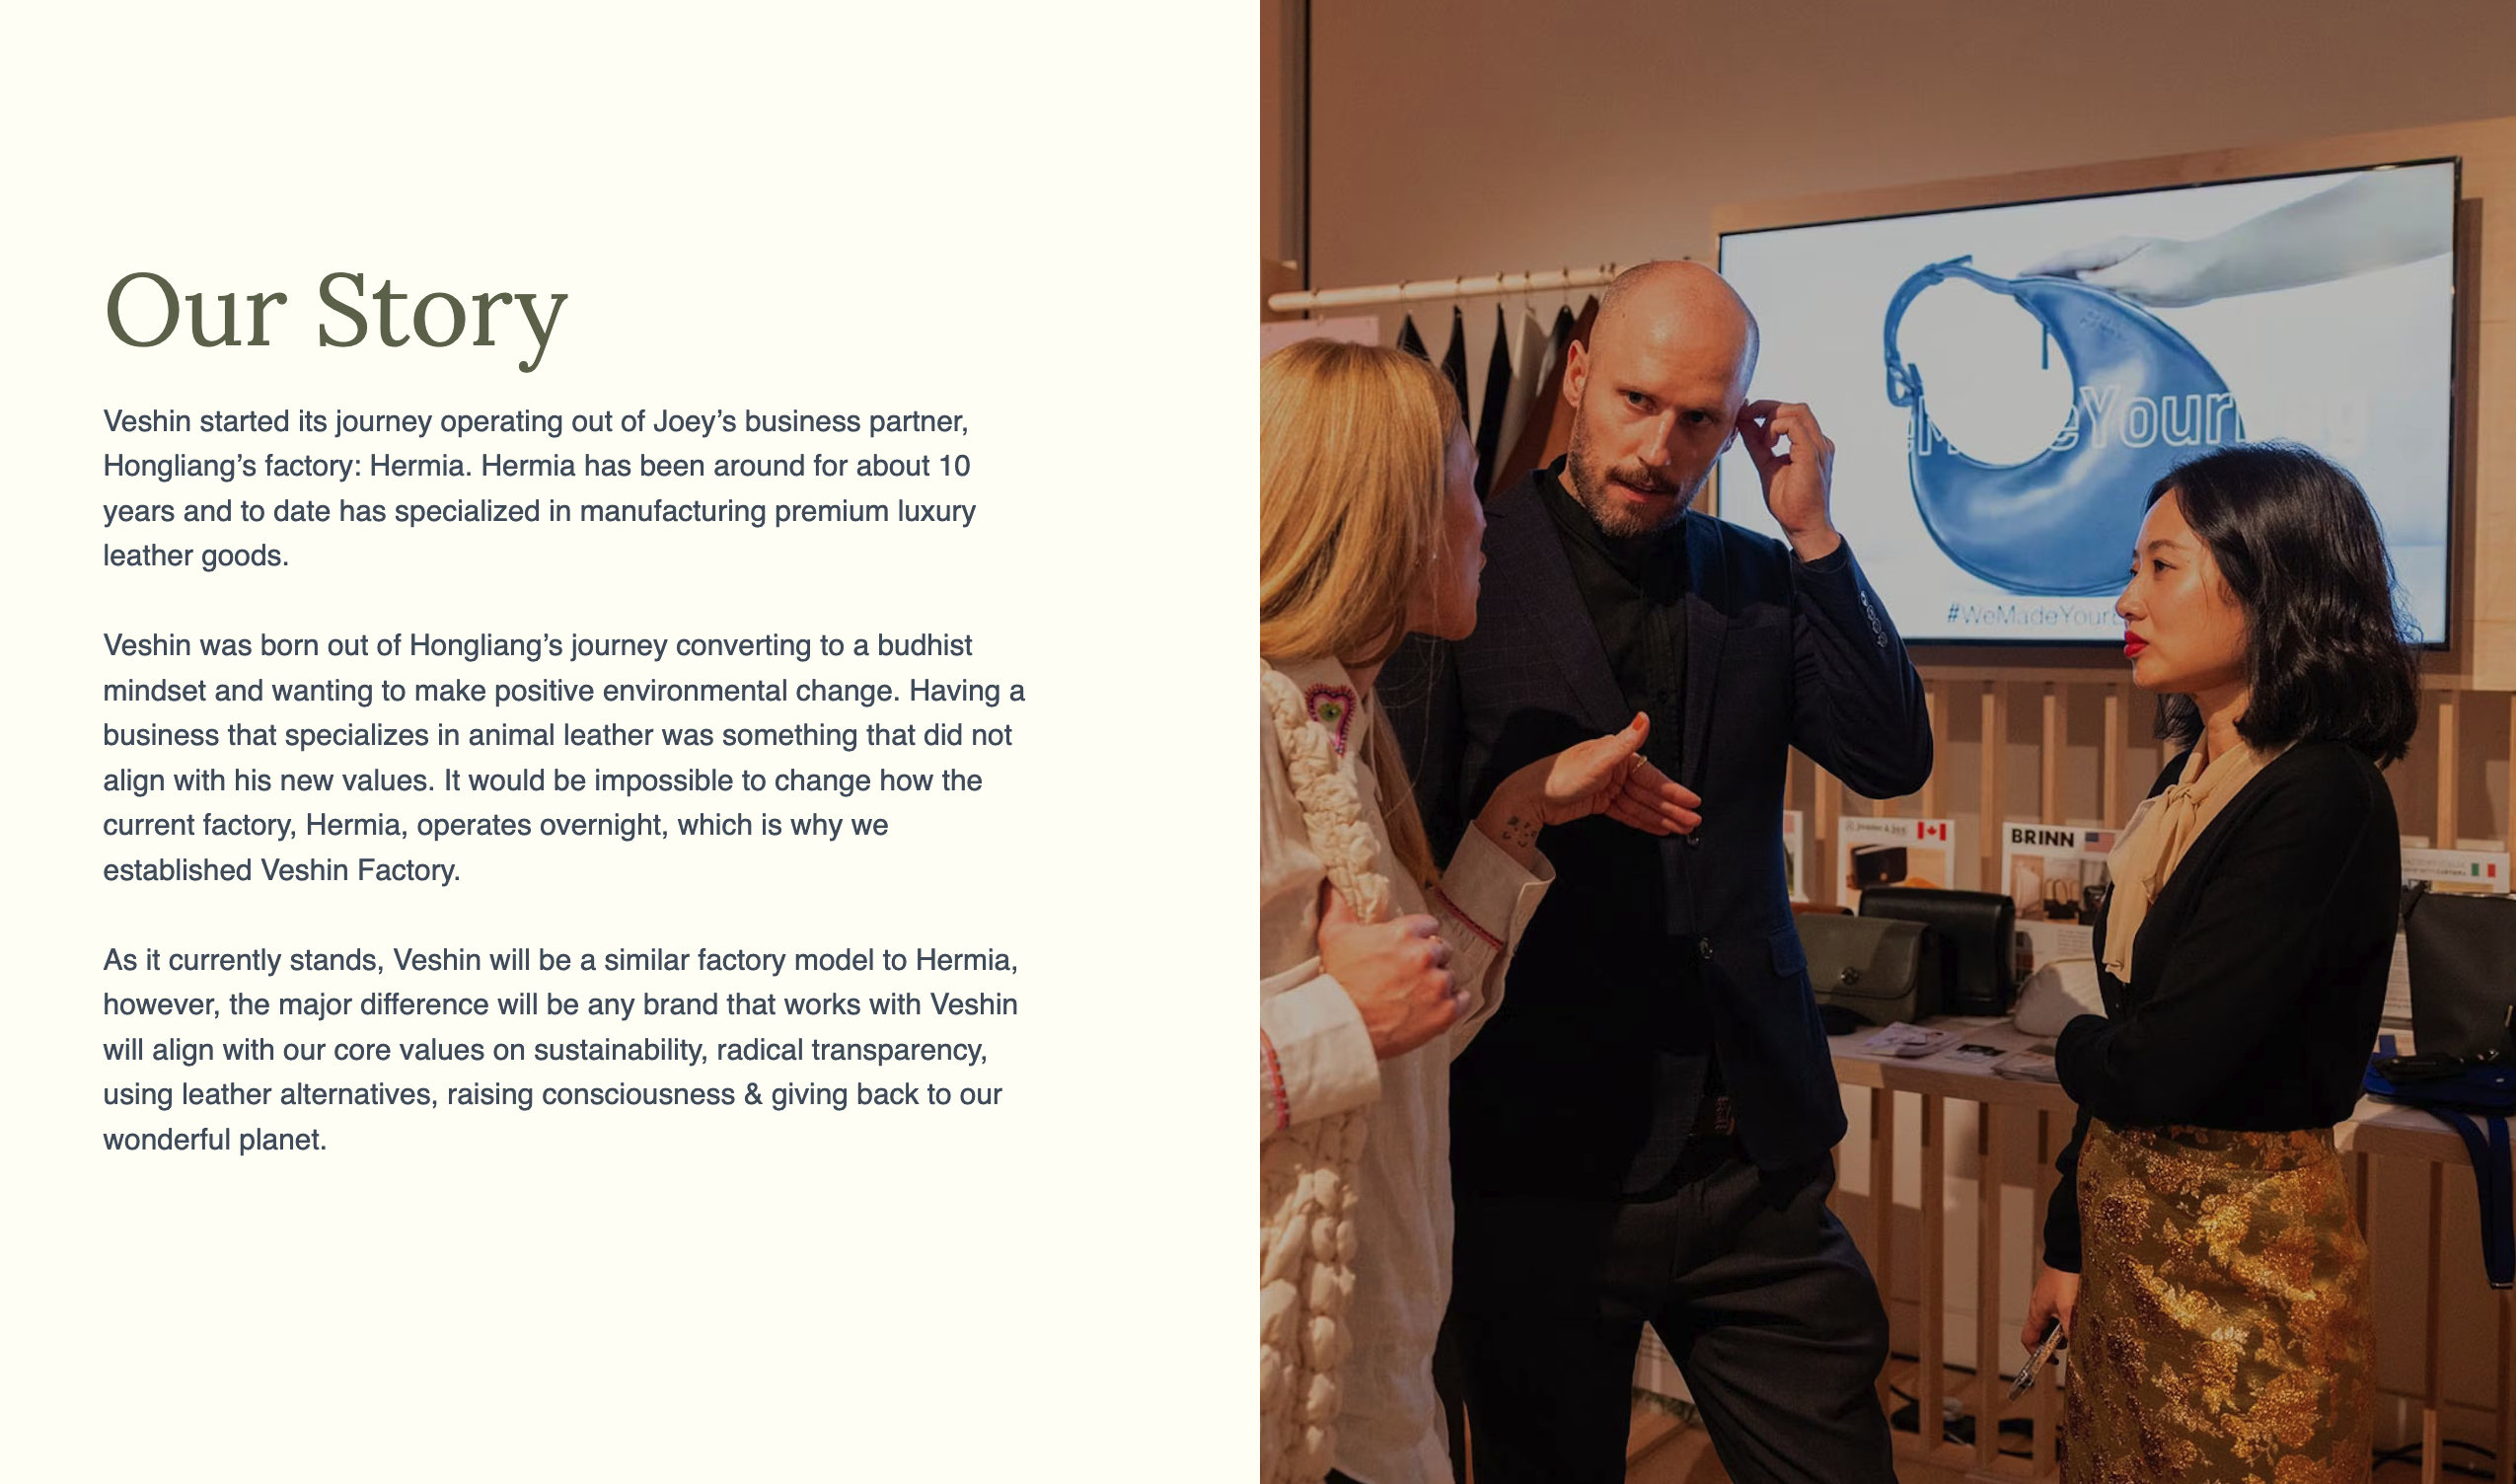 Our Story
Veshin started its journey operating out of Joey’s business partner,
Hongliang’s factory: Hermia. Hermia has been around for about 10
years and to date has specialized in manufacturing premium luxury
leather goods.
Veshin was born out of Hongliang’s journey converting to a budhist
mindset and wanting to make positive environmental change. Having a
business that specializes in animal leather was something that did not
align with his new values. It would be impossible to change how the
current factory, Hermia, operates overnight, which is why we
established Veshin Factory.
As it currently stands, Veshin will be a similar factory model to Hermia,
however, the major difference will be any brand that works with Veshin
will align with our core values on sustainability, radical transparency,
using leather alternatives, raising consciousness & giving back to our
wonderful planet.
Your
#WeMadeYour
BRINN